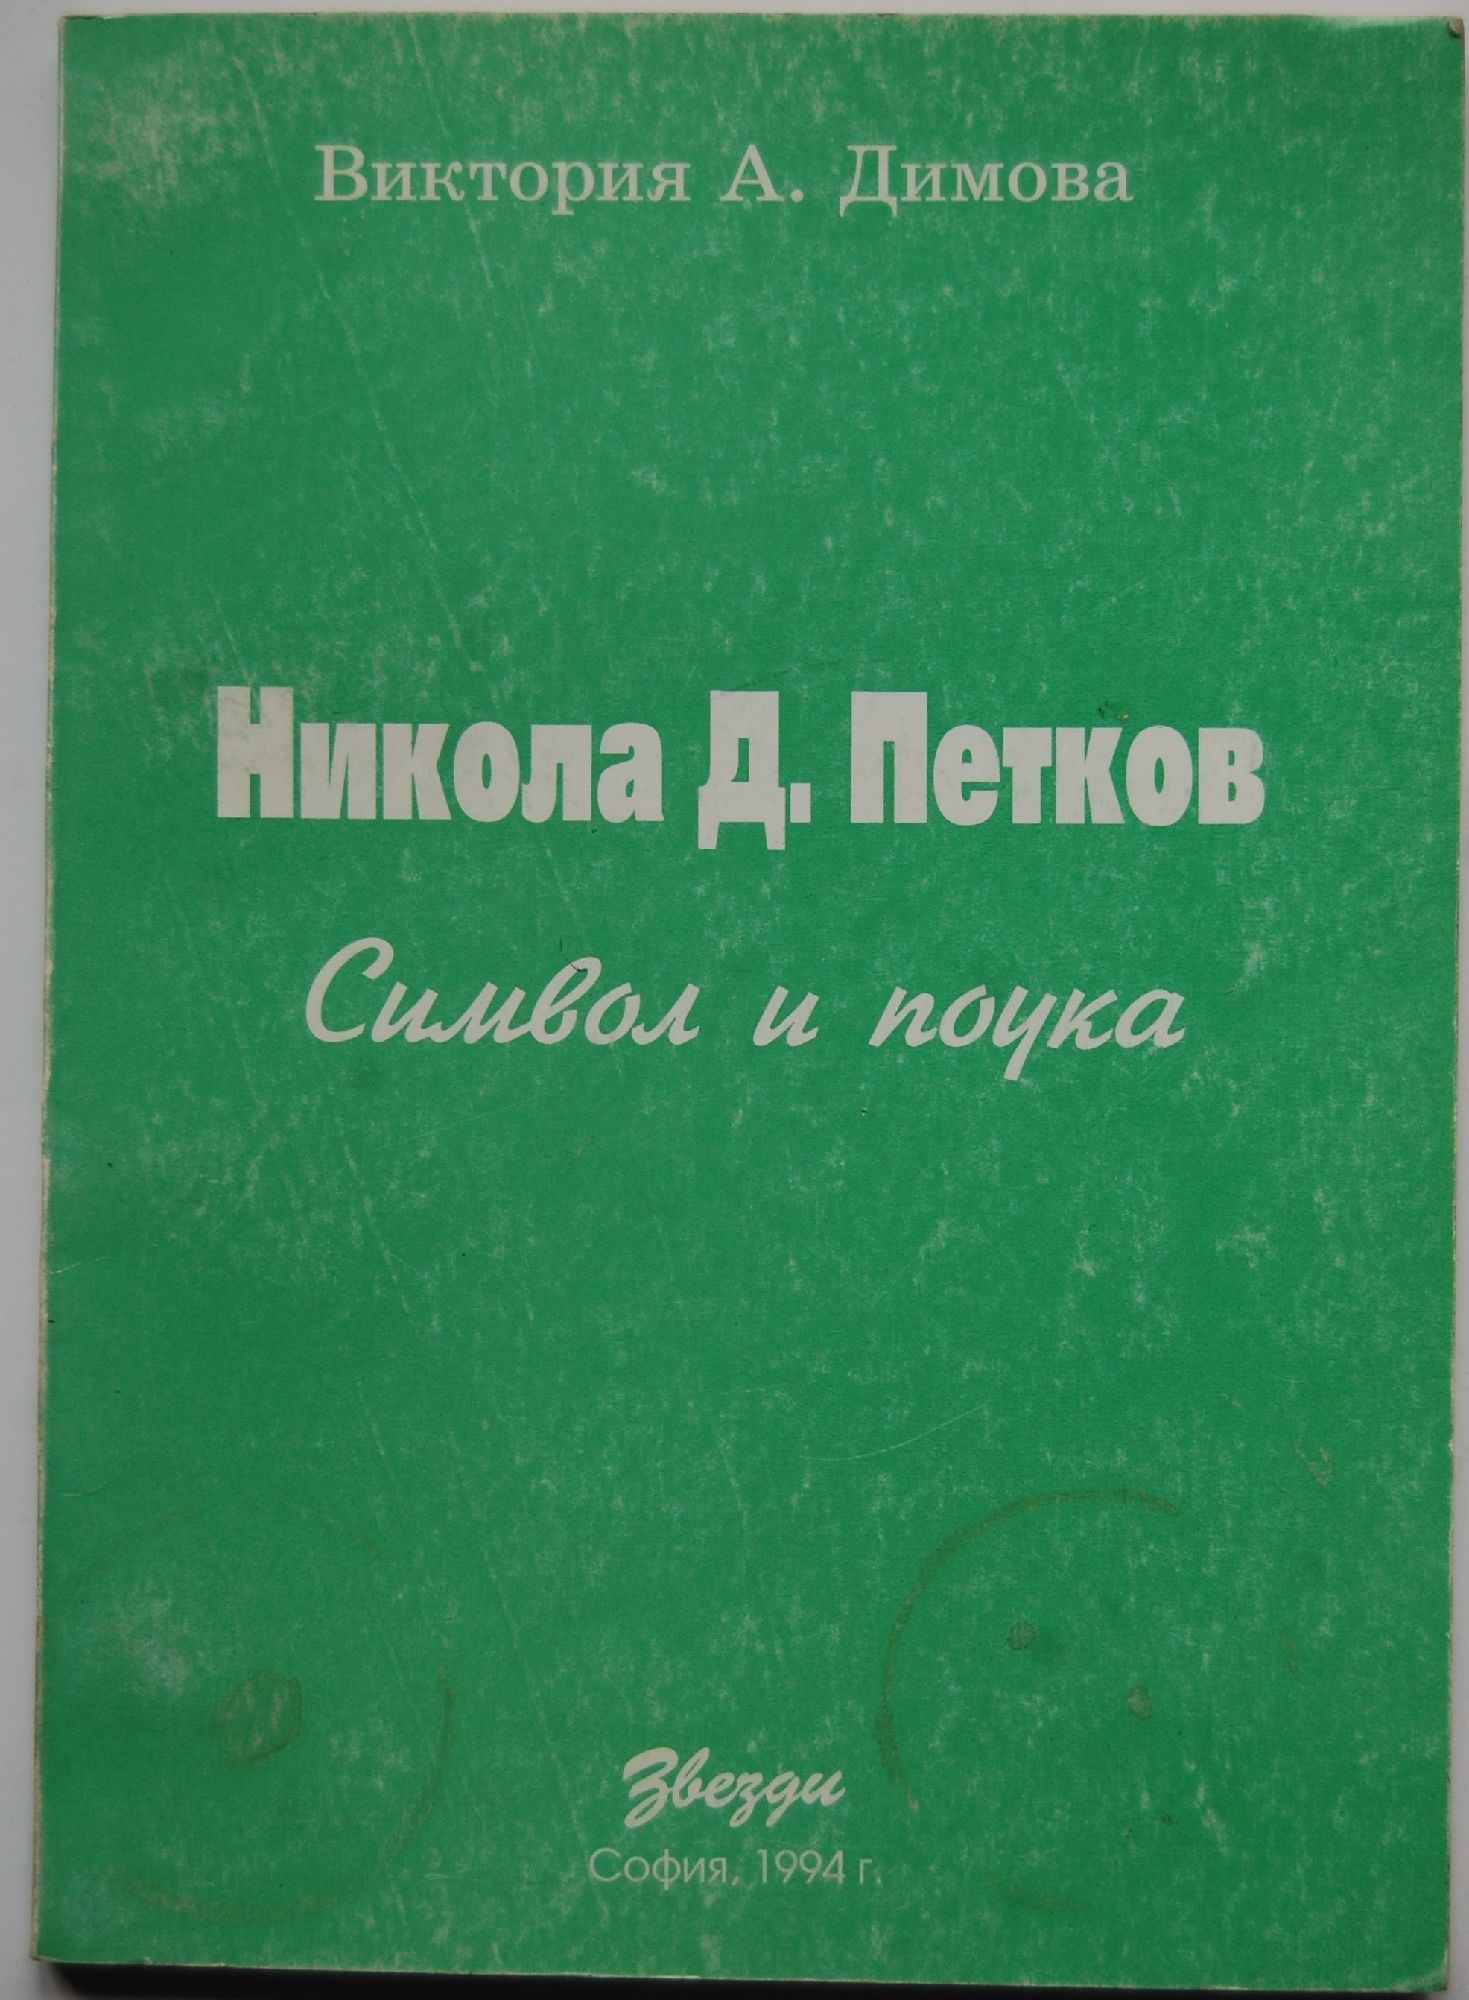 Виктория А. Димова
Никола Д. Петков
Символ и поука
Звезди
София, 1994 г.